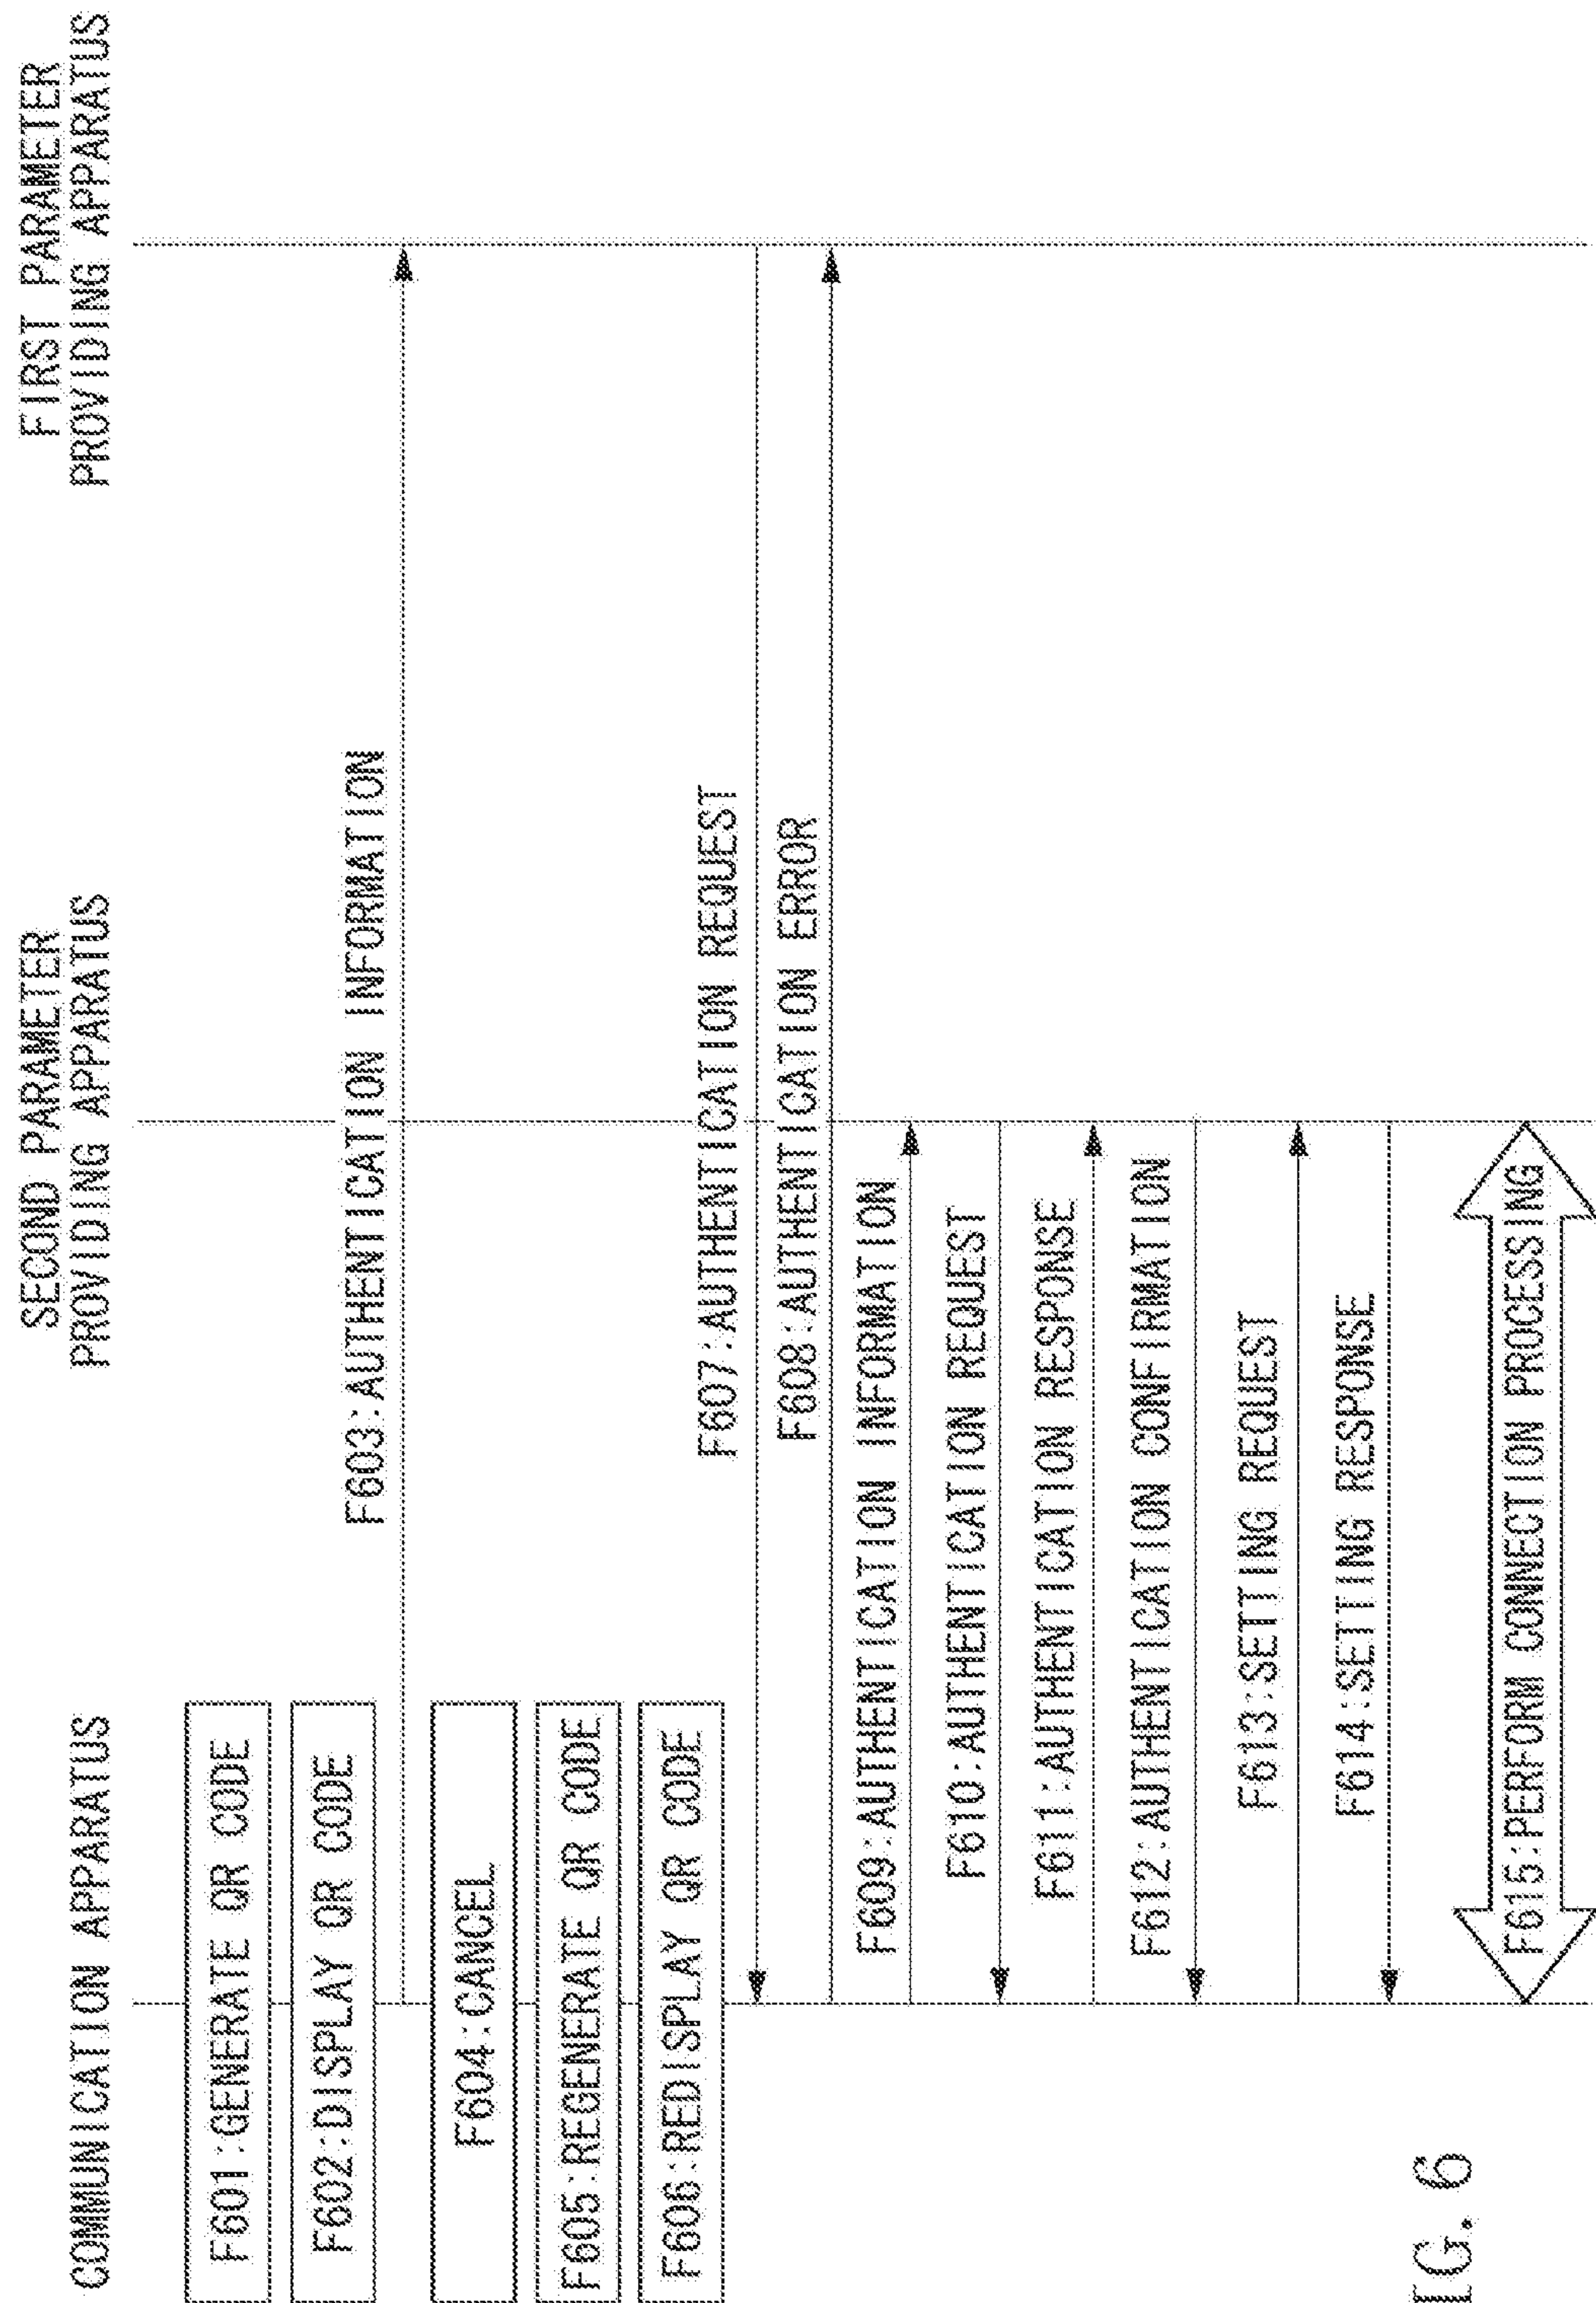 COMMUNICATION APPARATUS
SECOND PARAMETER
PROVIDING APPARATUS
FIRST PARAMETER
PROVIDING APPARATUS
F601:GENERATE QR CODE
F602:DISPLAY QR CODE
F603:AUTHENTICATION INFORMATION
F604:CANCEL
F605:REGENERATE QR CODE
F606:REDISPLAY QR CODE
F607:AUTHENTICATION REQUEST
F608:AUTHENTICATION ERROR
F609:AUTHENTICATION INFORMATION
F610:AUTHENTICATION REQUEST
F611:AUTHENTICATION RESPONSE
F612:AUTHENTICATION CONFIRMATION
F613:SETTING REQUEST
F614:SETTING RESPONSE
F615:PERFORM CONNECTION PROCESSING
IG. 6